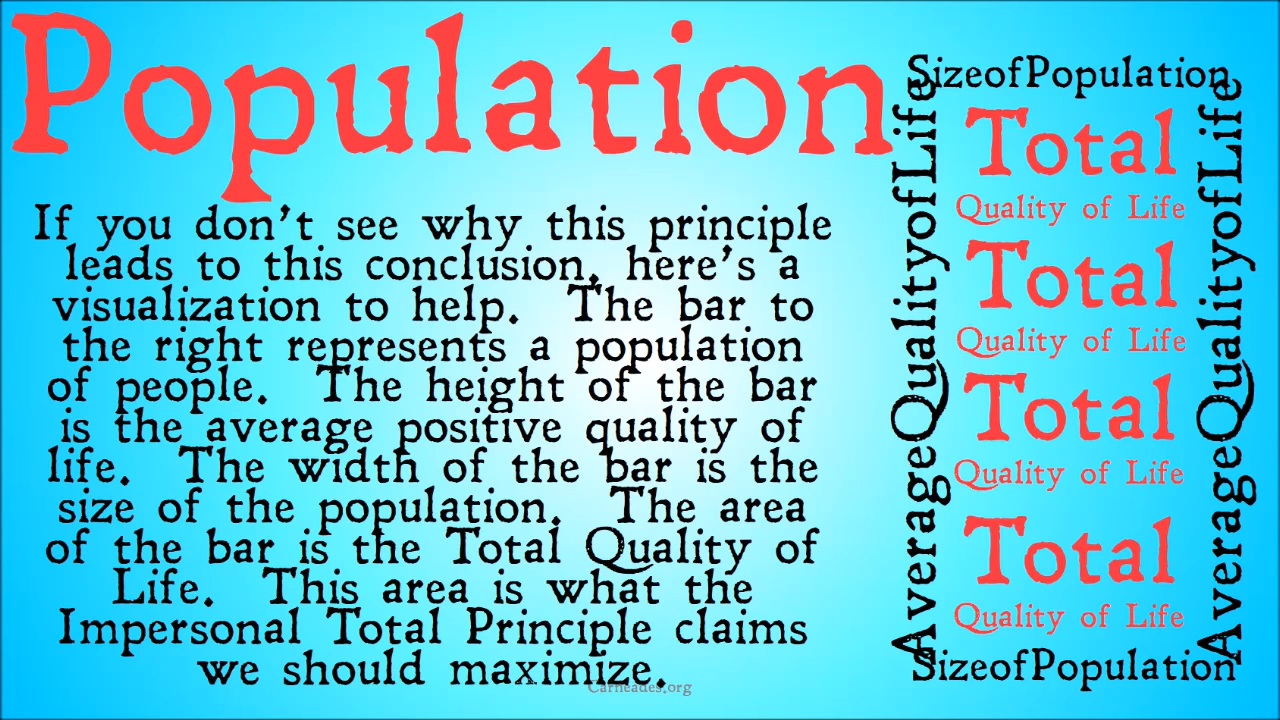 Population
If you don't see why this principle
leads to this conclusion, here's a
visualization to help. The bar to
the right represents a population
of people. The height of the bar
is the average positive quality of
life. The width of the bar is the
size of the population. The area
of the bar is the Total Quality of
Life. This area is what the
Impersonal Total Principle claims
we should maximize.
Carneades.org
SizeofPopulation
AverageQualityofLife
Total
Quality of Life
Total
Quality of Life
Total
Quality of Life
Total
Quality of Life
AverageQualityofLife
SizeofPopulation